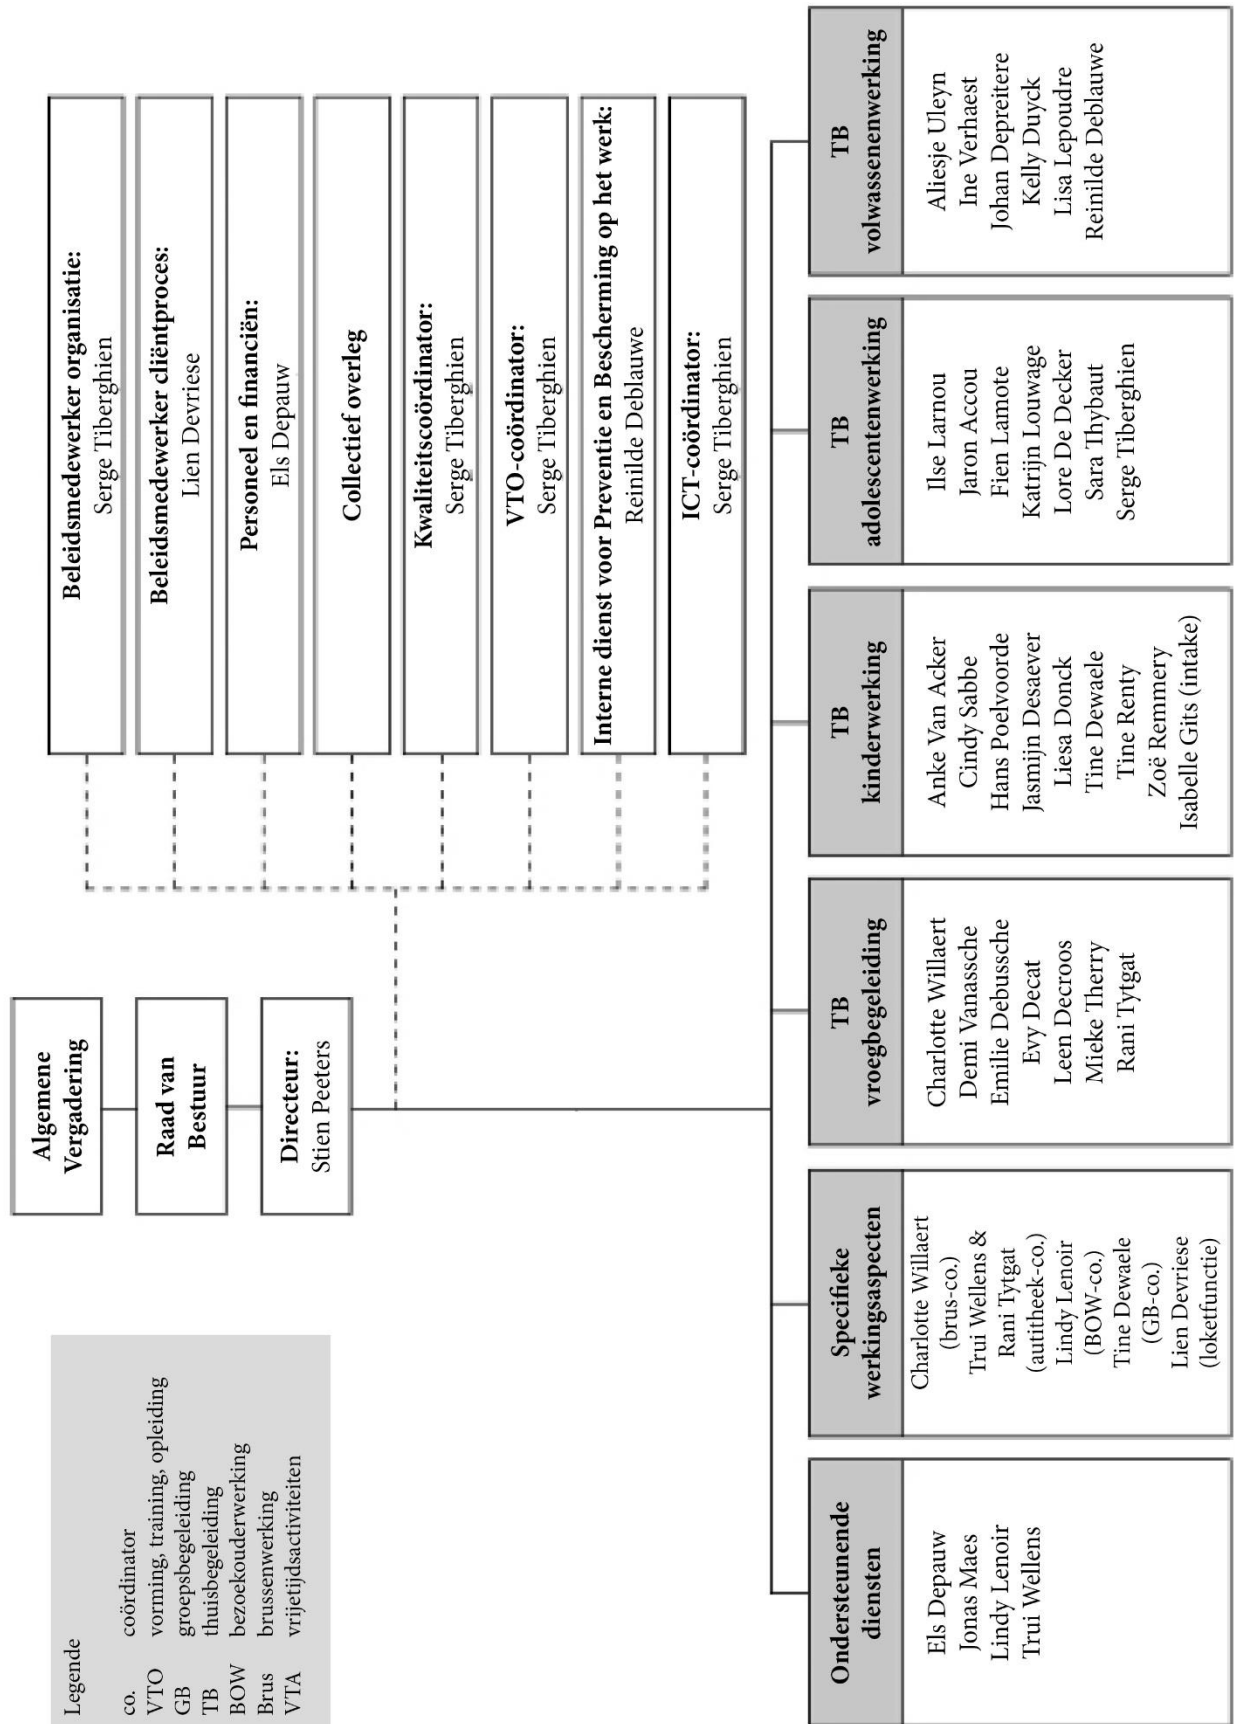 Legende
co. coördinator
VTO vorming, training, opleiding
GB groepsbegeleiding
TB thuisbegeleiding
BOW bezoekouderwerking
Brus brussenwerking
VTA vrijetijdsactiviteiten
Algemene
Vergadering
Raad van
Bestuur
Directeur:
Stien Peeters
Beleidsmedewerker organisatie:
Serge Tiberghien
Beleidsmedewerker cliëntproces:
Lien Devriese
Personeel en financiën:
Els Depauw
Collectief overleg
Kwaliteitscoördinator:
Serge Tiberghien
VTO-coördinator:
Serge Tiberghien
Interne dienst voor Preventie en Bescherming op het werk:
Reinilde Deblauwe
ICT-coördinator:
Serge Tiberghien
Ondersteunende
diensten
Els Depauw
Jonas Maes
Lindy Lenoir
Trui Wellens
Specifieke
werkingsaspecten
Charlotte Willaert
(brus-co.)
Trui Wellens &
Rani Tytgat
(autitheek-co.)
Lindy Lenoir
(BOW-co.)
Tine Dewaele
(GB-co.)
Lien Devriese
(loketfunctie)
TB
vroegbegeleiding
Charlotte Willaert
Demi Vanassche
Emilie Debussche
Evy Decat
Leen Decroos
Mieke Therry
Rani Tytgat
TB
kinderwerking
Anke Van Acker
Cindy Sabbe
Hans Poelvoorde
Jasmijn Desaever
Liesa Donck
Tine Dewaele
Tine Renty
Zoë Remmery
Isabelle Gits (intake)
TB
adolescentenwerking
Ilse Larnou
Jaron Accou
Fien Lamote
Katrijn Louwage
Lore De Decker
Sara Thybaut
Serge Tiberghien
TB
volwassenenwerking
Aliesje Uleyn
Ine Verhaest
Johan Depreitere
Kelly Duyck
Lisa Lepoudre
Reinilde Deblauwe